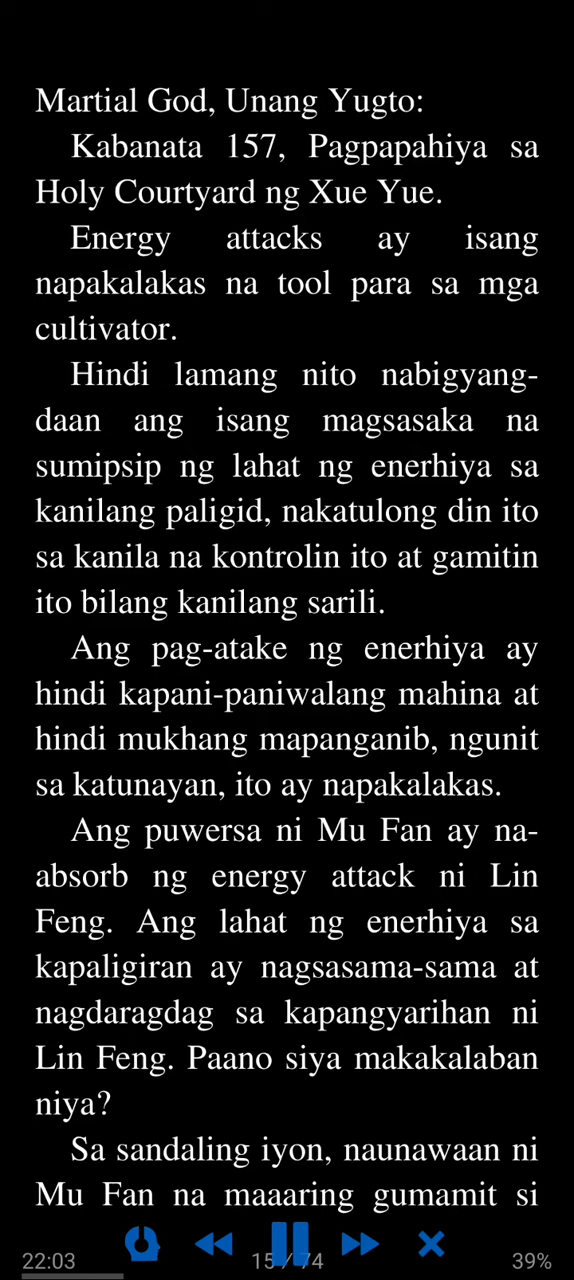 Martial God, Unang Yugto:
Kabanata 157, Pagpapahiya sa
Holy Courtyard ng Xue Yue.
Energy attacks ay isang
napakalakas na tool para sa mga
cultivator.
Hindi lamang nito nabigyang-
daan ang isang magsasaka na
sumipsip ng lahat ng enerhiya sa
kanilang paligid, nakatulong din ito
sa kanila na kontrolin ito at gamitin
ito bilang kanilang sarili.
Ang pag-atake ng enerhiya ay
hindi kapani-paniwalang mahina at
hindi mukhang mapanganib, ngunit
sa katunayan, ito ay napakalakas.
Ang puwersa ni Mu Fan ay na-
absorb ng energy attack ni Lin
Feng. Ang lahat ng enerhiya sa
kapaligiran ay nagsasama-sama at
nagdaragdag sa kapangyarihan ni
Lin Feng. Paano siya makakalaban
niya?
Sa sandaling iyon, naunawaan ni
Mu Fan na maaaring gumamit si
22:03 15 / 74 39%